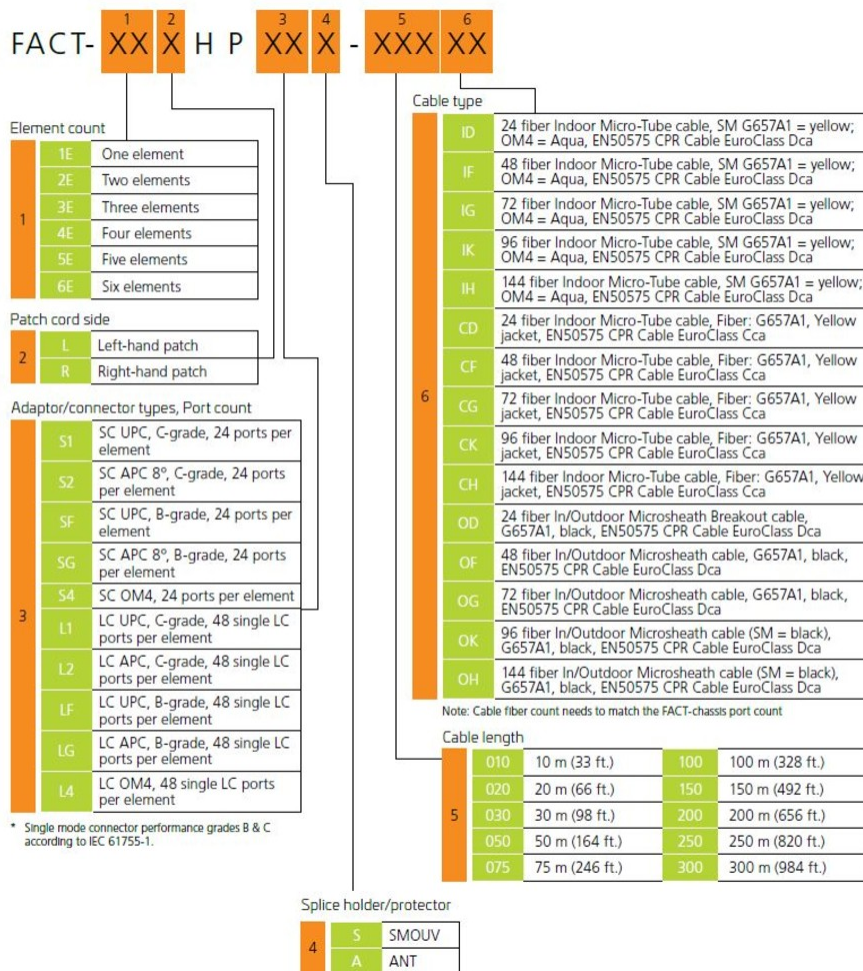 1 2 3 4 5 6
FACT- XX X H P XX X - XXX XX
Element count
1
1E One element
2E Two elements
3E Three elements
4E Four elements
5E Five elements
6E Six elements
Patch cord side
2
L Left-hand patch
R Right-hand patch
Adaptor/connector types, Port count
3
S1 SC UPC, C-grade, 24 ports per
element
S2 SC APC 8º, C-grade, 24 ports
per element
SF SC UPC, B-grade, 24 ports per
element
SG SC APC 8º, B-grade, 24 ports
per element
S4 SC OM4, 24 ports per element
L1 LC UPC, C-grade, 48 single LC
ports per element
L2 LC APC, C-grade, 48 single LC
ports per element
LF LC UPC, B-grade, 48 single LC
ports per element
LG LC APC, B-grade, 48 single LC
ports per element
L4 LC OM4, 48 single LC ports
per element
* Single mode connector performance grades B & C
according to IEC 61755-1.
Cable type
6
ID 24 fiber Indoor Micro-Tube cable, SM G657A1 = yellow;
OM4 = Aqua, EN50575 CPR Cable EuroClass Dca
IF 48 fiber Indoor Micro-Tube cable, SM G657A1 = yellow;
OM4 = Aqua, EN50575 CPR Cable EuroClass Dca
IG 72 fiber Indoor Micro-Tube cable, SM G657A1 = yellow;
OM4 = Aqua, EN50575 CPR Cable EuroClass Dca
IK 96 fiber Indoor Micro-Tube cable, SM G657A1 = yellow;
OM4 = Aqua, EN50575 CPR Cable EuroClass Dca
IH 144 fiber Indoor Micro-Tube cable, SM G657A1 = yellow;
OM4 = Aqua, EN50575 CPR Cable EuroClass Dca
CD 24 fiber Indoor Micro-Tube cable, Fiber: G657A1, Yellow
jacket, EN50575 CPR Cable EuroClass Cca
CF 48 fiber Indoor Micro-Tube cable, Fiber: G657A1, Yellow
jacket, EN50575 CPR Cable EuroClass Cca
CG 72 fiber Indoor Micro-Tube cable, Fiber: G657A1, Yellow
jacket, EN50575 CPR Cable EuroClass Cca
CK 96 fiber Indoor Micro-Tube cable, Fiber: G657A1, Yellow
jacket, EN50575 CPR Cable EuroClass Cca
CH 144 fiber Indoor Micro-Tube cable, Fiber: G657A1, Yellow
jacket, EN50575 CPR Cable EuroClass Cca
OD 24 fiber In/Outdoor Microsheath Breakout cable,
G657A1, black, EN50575 CPR Cable EuroClass Dca
OF 48 fiber In/Outdoor Microsheath cable, G657A1, black,
EN50575 CPR Cable EuroClass Dca
OG 72 fiber In/Outdoor Microsheath cable, G657A1, black,
EN50575 CPR Cable EuroClass Dca
OK 96 fiber In/Outdoor Microsheath cable (SM = black),
G657A1, black, EN50575 CPR Cable EuroClass Dca
OH 144 fiber In/Outdoor Microsheath cable (SM = black),
G657A1, black, EN50575 CPR Cable EuroClass Dca
Note: Cable fiber count needs to match the FACT-chassis port count
Cable length
5
010 10 m (33 ft.) 100 100 m (328 ft.)
020 20 m (66 ft.) 150 150 m (492 ft.)
030 30 m (98 ft.) 200 200 m (656 ft.)
050 50 m (164 ft.) 250 250 m (820 ft.)
075 75 m (246 ft.) 300 300 m (984 ft.)
Splice holder/protector
4
S SMOUV
A ANT